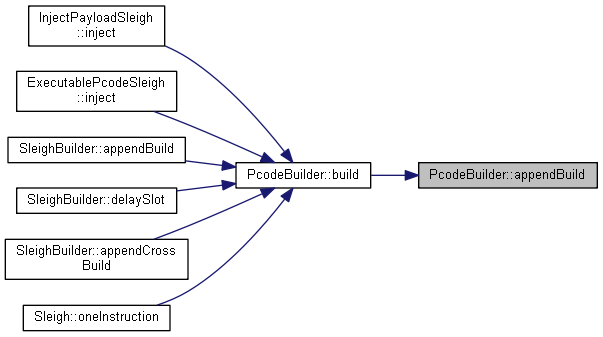 InjectPayloadSleigh
::inject
ExecutablePcodeSleigh
::inject
SleighBuilder::appendBuild
SleighBuilder::delaySlot
SleighBuilder::appendCross
Build
Sleigh::oneInstruction
PcodeBuilder::build
PcodeBuilder::appendBuild